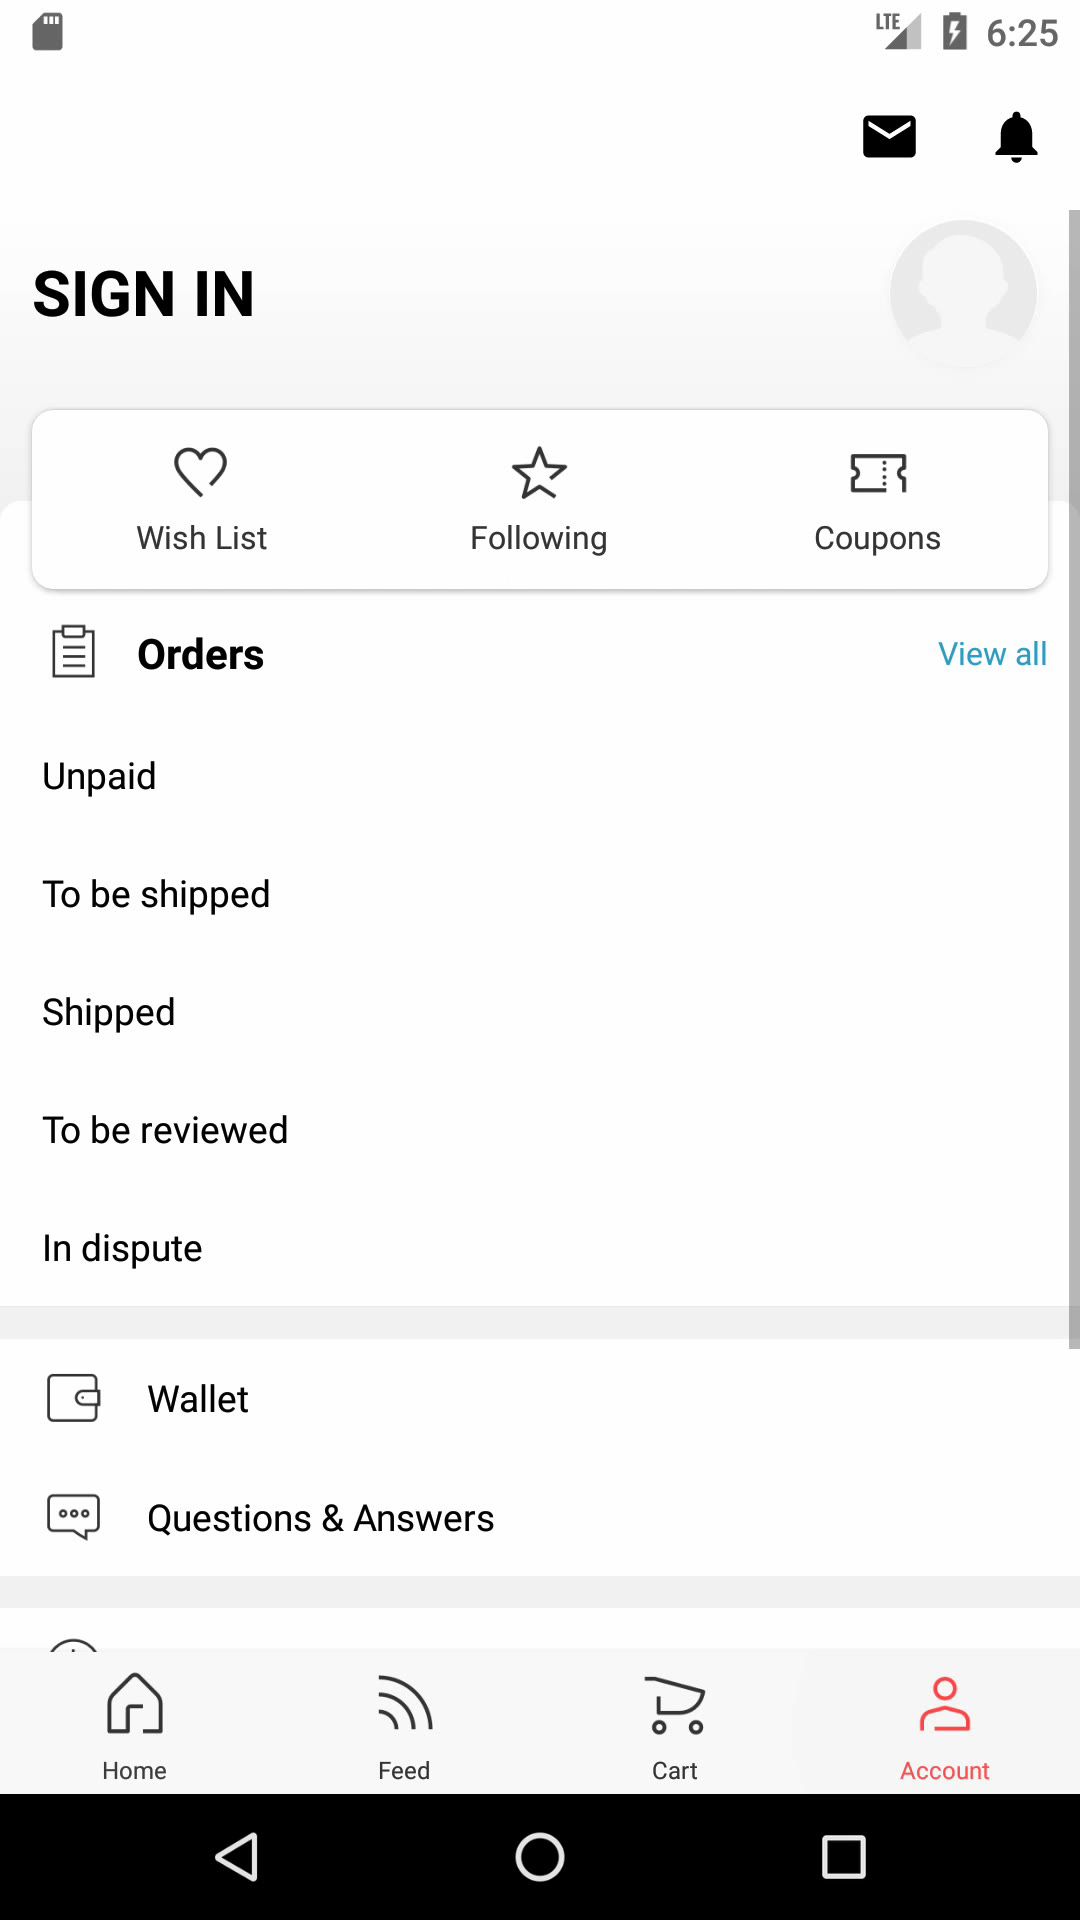 LTE 6:25
SIGN IN
Wish List Following Coupons
Orders View all
Unpaid
To be shipped
Shipped
To be reviewed
In dispute
Wallet
Questions & Answers
Home Feed Cart Account